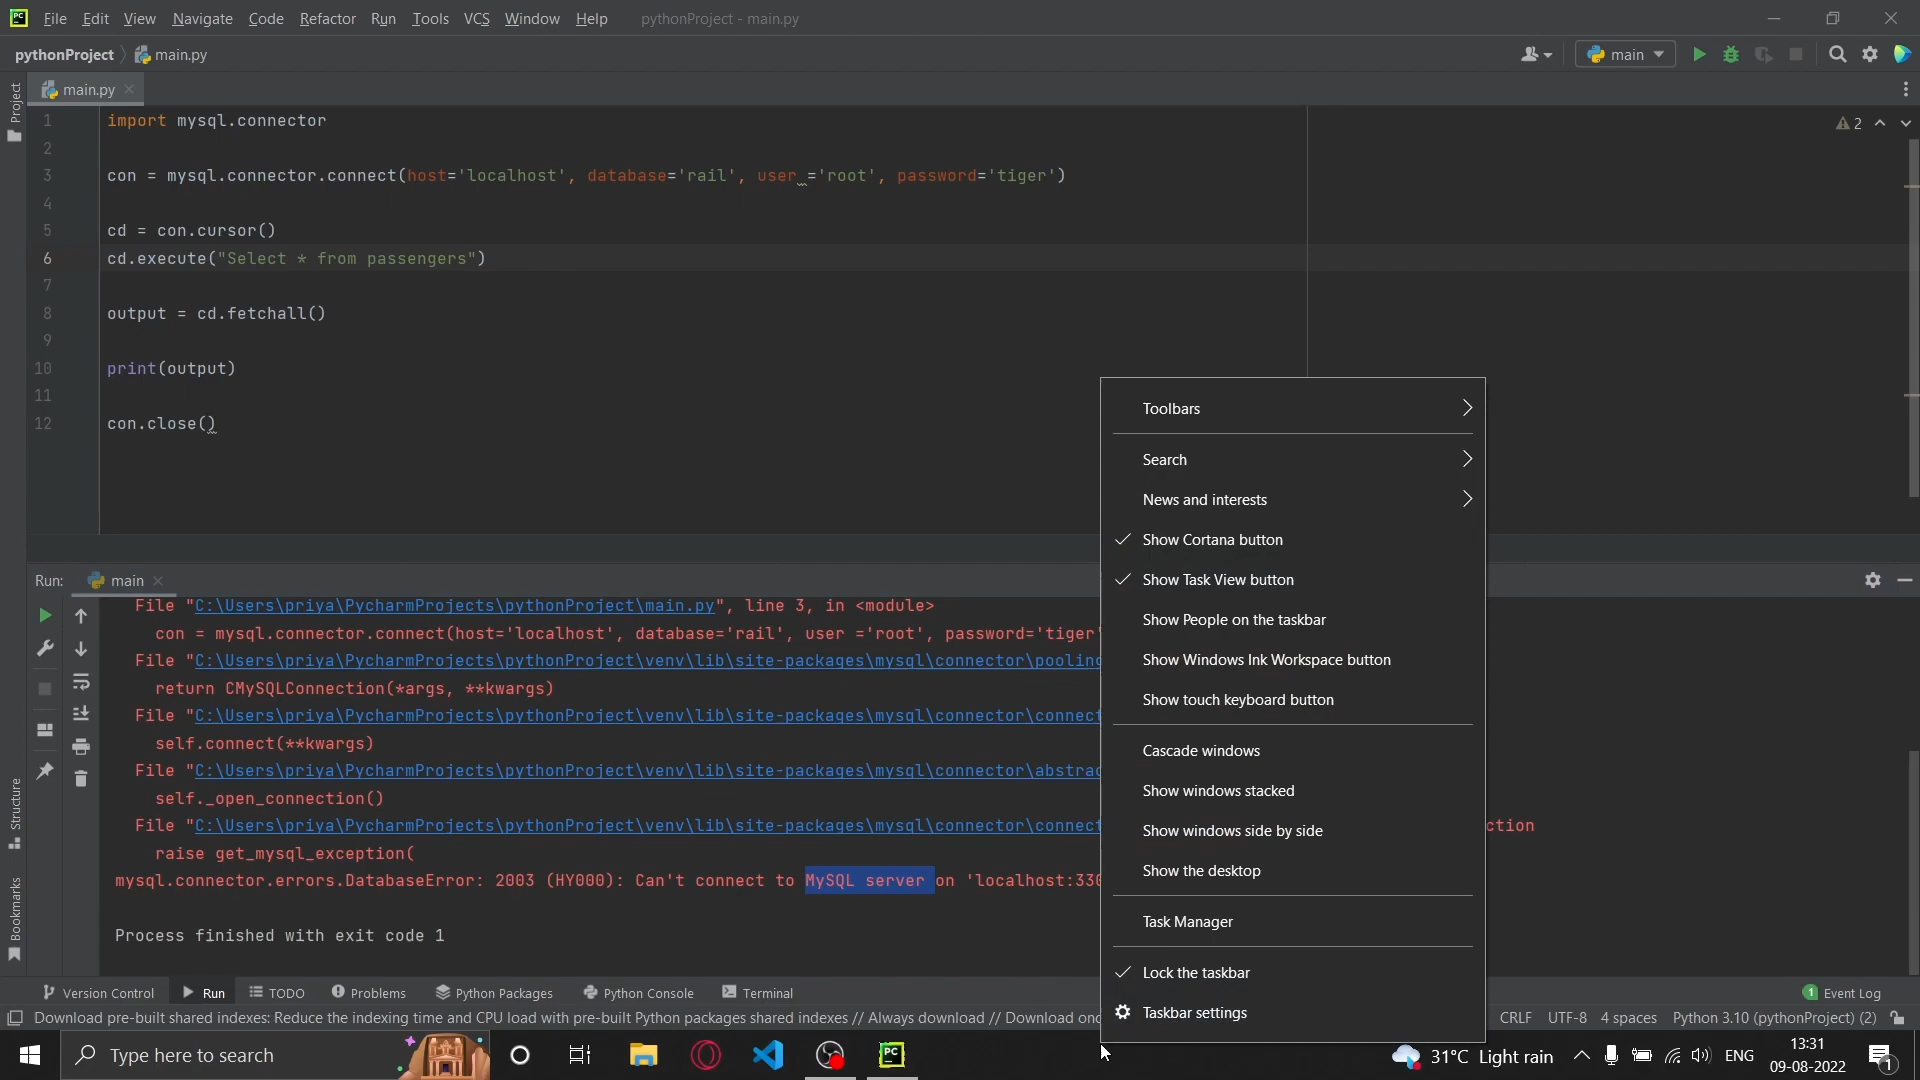 PC File Edit View Navigate Code Refactor Run Tools VCS Window Help pythonProject - main.py
pythonProject main.py main
main.py
Project
1 import mysql.connector
2
3 con = mysql.connector.connect(host='localhost', database='rail', user ='root', password='tiger')
4
5 cd = con.cursor()
6 cd.execute("Select * from passengers")
7
8 output = cd.fetchall()
9
10 print(output)
11
12 con.close()
2
Toolbars
Search
News and interests
Show Cortana button
Show Task View button
Show People on the taskbar
Show Windows Ink Workspace button
Show touch keyboard button
Cascade windows
Show windows stacked
Show windows side by side
Show the desktop
Task Manager
Lock the taskbar
Taskbar settings
Run: main
File "C:\Users\priya\PycharmProjects\pythonProject\main.py", line 3, in <module>
con = mysql.connector.connect(host='localhost', database='rail', user ='root', password='tiger'
File "C:\Users\priya\PycharmProjects\pythonProject\venv\lib\site-packages\mysql\connector\pooling
return CMySQLConnection(*args, **kwargs)
File "C:\Users\priya\PycharmProjects\pythonProject\venv\lib\site-packages\mysql\connector\connect
self.connect(**kwargs)
File "C:\Users\priya\PycharmProjects\pythonProject\venv\lib\site-packages\mysql\connector\abstrac
self._open_connection()
File "C:\Users\priya\PycharmProjects\pythonProject\venv\lib\site-packages\mysql\connector\connect ction
raise get_mysql_exception(
mysql.connector.errors.DatabaseError: 2003 (HY000): Can't connect to MySQL server on 'localhost:330
Process finished with exit code 1
Structure
Bookmarks
Version Control Run TODO Problems Python Packages Python Console Terminal 1 Event Log
Download pre-built shared indexes: Reduce the indexing time and CPU load with pre-built Python packages shared indexes // Always download // Download onc CRLF UTF-8 4 spaces Python 3.10 (pythonProject) (2)
Type here to search PC 31°C Light rain ENG 13:31
09-08-2022 1